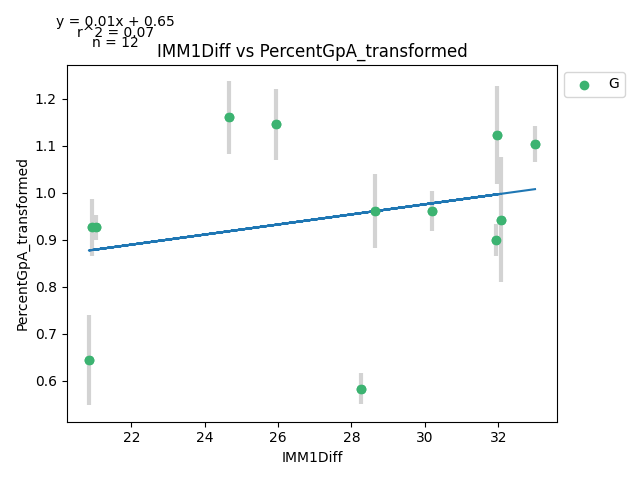 y = 0.01x + 0.65
r^2 = 0.07
n = 12
IMM1Diff vs PercentGpA_transformed
G
1.2
1.1
1.0
0.9
0.8
0.7
0.6
PercentGpA_transformed
22 24 26 28 30 32
IMM1Diff